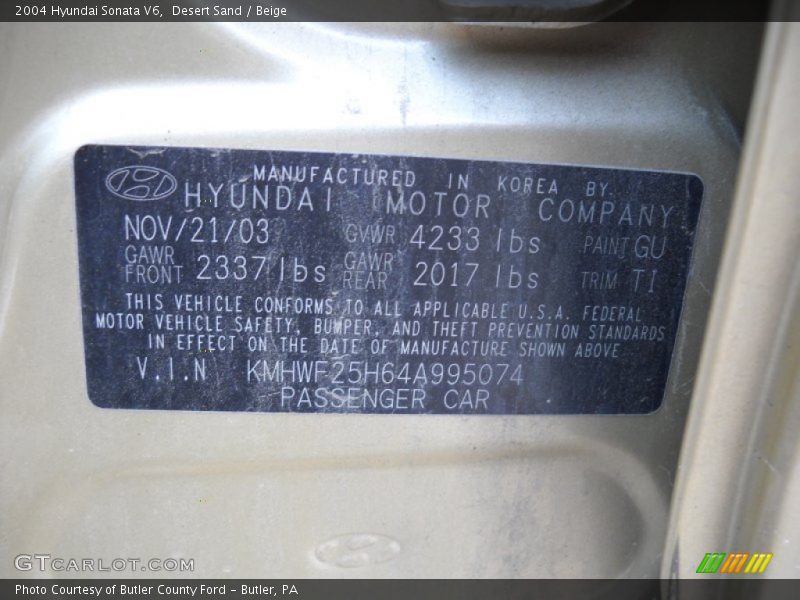 2004 Hyundai Sonata V6,  Desert Sand / Beige
MANUFACTURED IN KOREA BY.
HYUNDAI MOTOR COMPANY
NOV/21/03 GVWR 4233 lbs PAINT GU
GAWR FRONT 2337 lbs GAWR REAR 2017 lbs TRIM TI
THIS VEHICLE CONFORMS TO ALL APPLICABLE U.S.A. FEDERAL
MOTOR VEHICLE SAFETY, BUMPER, AND THEFT PREVENTION STANDARDS
IN EFFECT ON THE DATE OF MANUFACTURE SHOWN ABOVE
V.I.N KMHWF25H64A995074
PASSENGER CAR
GTCARLOT.COM
Photo Courtesy of Butler County Ford – Butler, PA